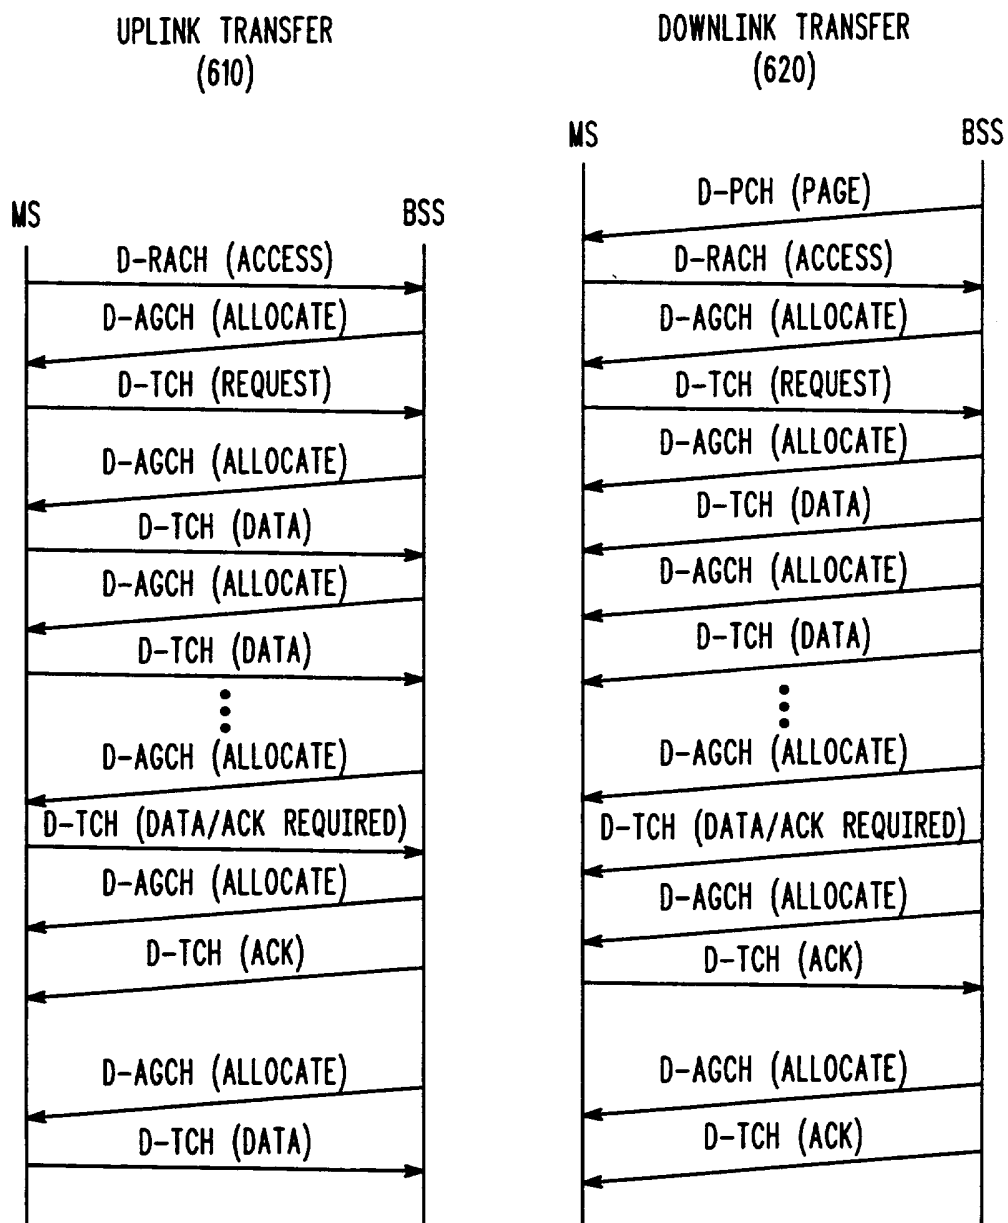 UPLINK TRANSFER
(610)
MS
BSS
D-RACH (ACCESS)
D-AGCH (ALLOCATE)
D-TCH (REQUEST)
D-AGCH (ALLOCATE)
D-TCH (DATA)
D-AGCH (ALLOCATE)
D-TCH (DATA)
D-AGCH (ALLOCATE)
D-TCH (DATA/ACK REQUIRED)
D-AGCH (ALLOCATE)
D-TCH (ACK)
D-AGCH (ALLOCATE)
D-TCH (DATA)
DOWNLINK TRANSFER
(620)
MS
BSS
D-PCH (PAGE)
D-RACH (ACCESS)
D-AGCH (ALLOCATE)
D-TCH (REQUEST)
D-AGCH (ALLOCATE)
D-TCH (DATA)
D-AGCH (ALLOCATE)
D-TCH (DATA)
D-AGCH (ALLOCATE)
D-TCH (DATA/ACK REQUIRED)
D-AGCH (ALLOCATE)
D-TCH (ACK)
D-AGCH (ALLOCATE)
D-TCH (ACK)